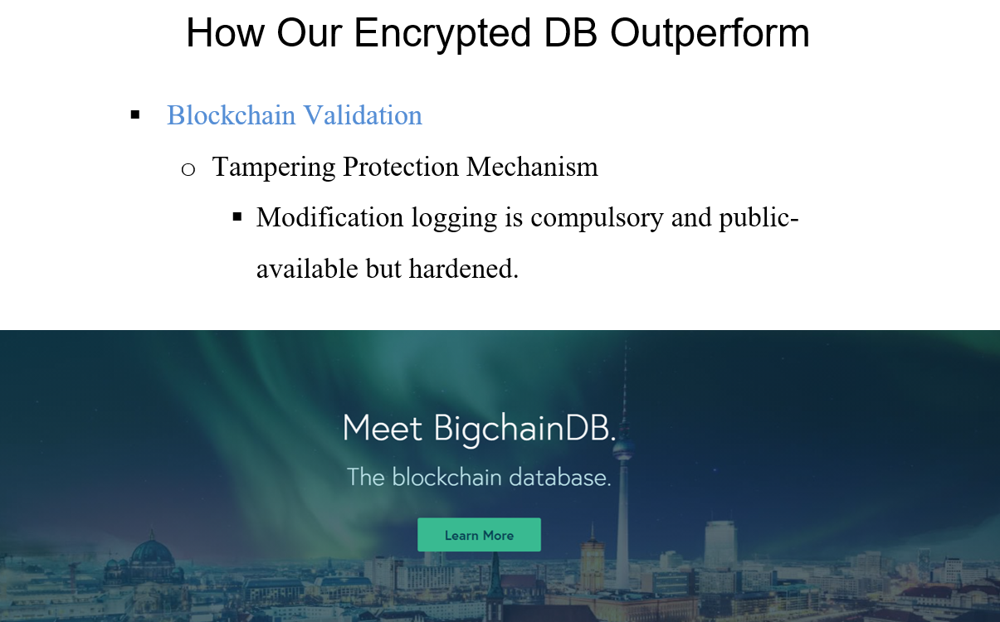 How Our Encrypted DB Outperform
▪ Blockchain Validation
o Tampering Protection Mechanism
▪ Modification logging is compulsory and public-
available but hardened.
Meet BigchainDB.
The blockchain database.
Learn More